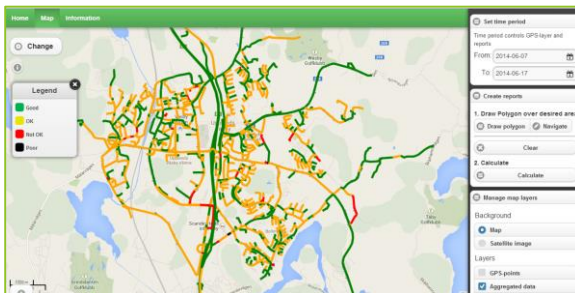 Home Map Information
Change
Legend
Good
OK
Not OK
Poor
Set time period
Time period controls GPS-layer and
reports
From 2014-06-07
To 2014-06-17
Create reports
1. Draw Polygon over desired area
Draw polygon Navigate
Clear
2. Calculate
Calculate
Manage map layers
Background
Map
Satellite image
Layers
GPS-points
Aggregated data